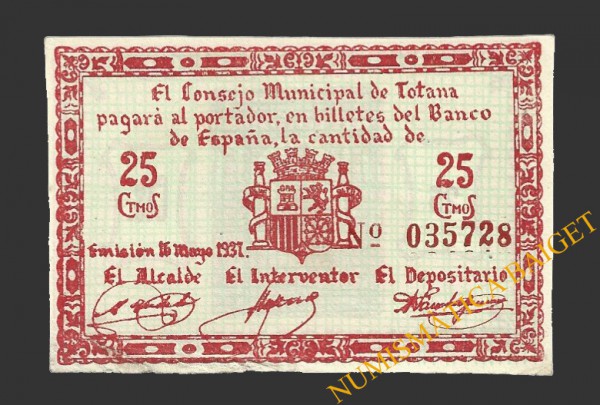 El Consejo Municipal de Totana
pagará al portador, en billetes del Banco
de España, la cantidad de
25 25
CTMOS CTMOS
Nº 035728
Emisión 16 Mayo 1937.
El Alcalde El Interventor El Depositario
NUMISMATICA BAIGET